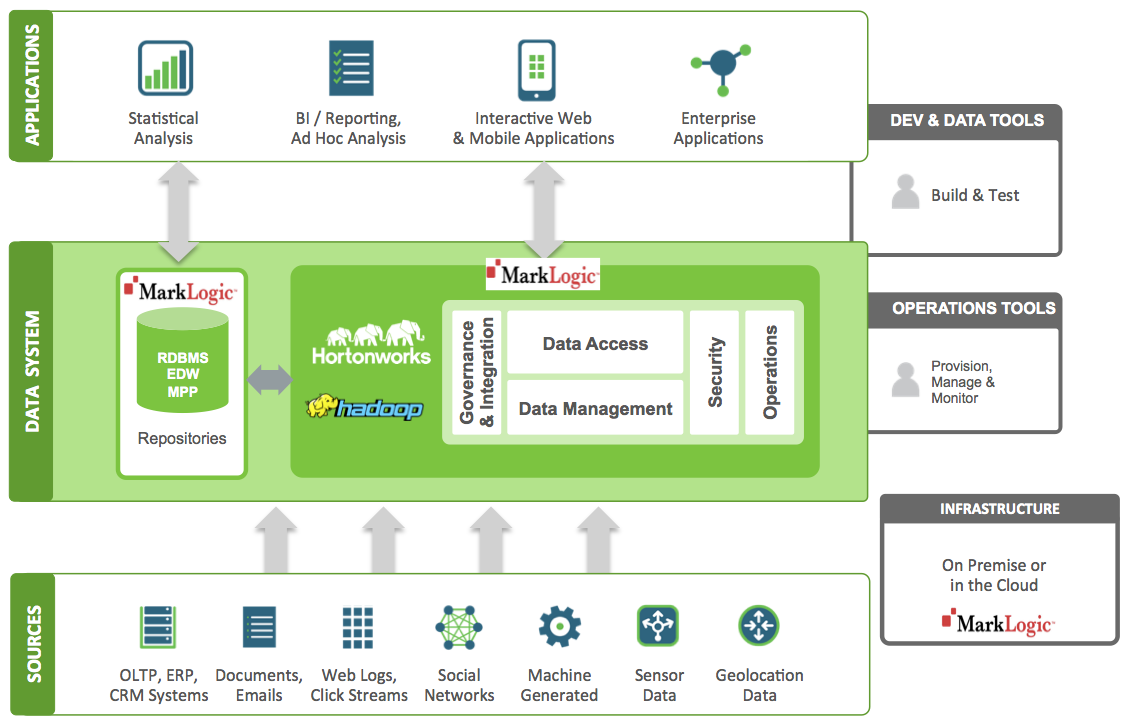 APPLICATIONS
Statistical
Analysis
BI / Reporting,
Ad Hoc Analysis
Interactive Web
& Mobile Applications
Enterprise
Applications
DEV & DATA TOOLS
Build & Test
DATA SYSTEM
MarkLogic
RDBMS
EDW
MPP
Repositories
MarkLogic
Hortonworks
hadoop
Governance
& Integration
Data Access
Data Management
Security
Operations
OPERATIONS TOOLS
Provision,
Manage &
Monitor
INFRASTRUCTURE
On Premise or
in the Cloud
MarkLogic
SOURCES
OLTP, ERP,
CRM Systems
Documents,
Emails
Web Logs,
Click Streams
Social
Networks
Machine
Generated
Sensor
Data
Geolocation
Data